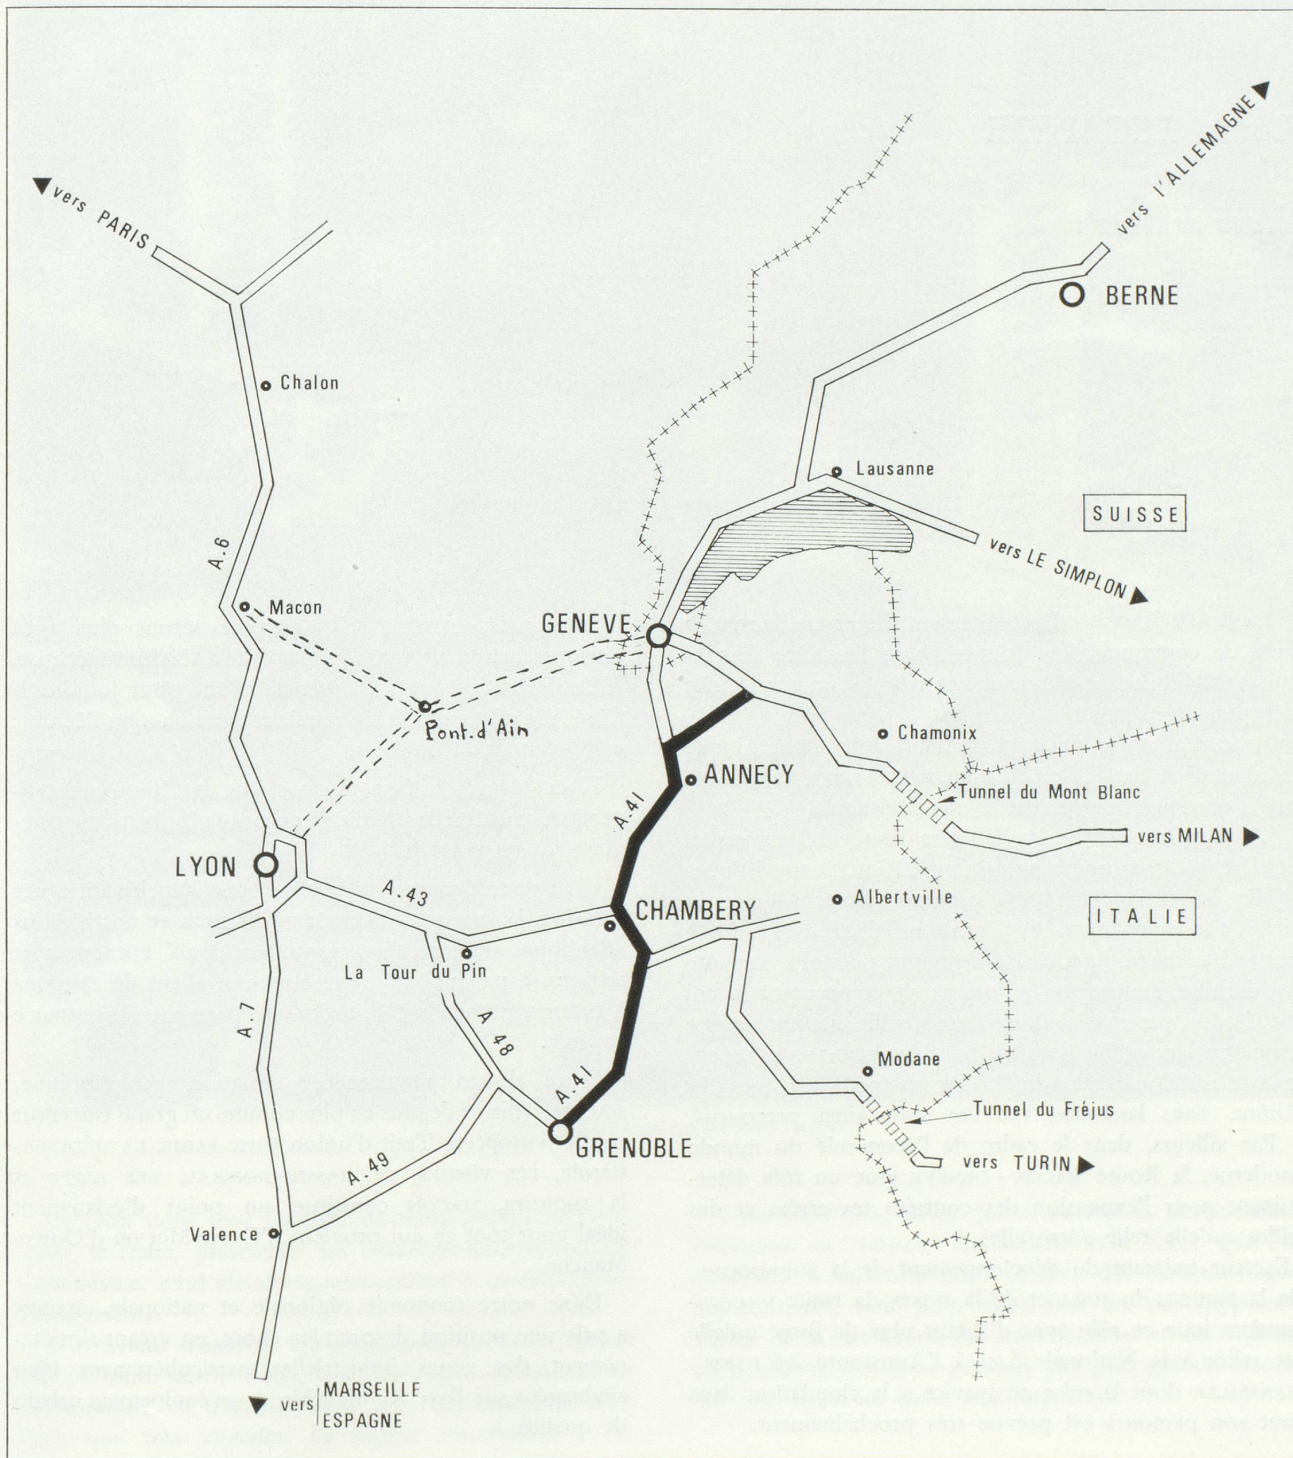 vers l'ALLEMAGNE
vers PARIS
BERNE
Chalon
Lausanne
SUISSE
A.6
vers LE SIMPLON
Macon
GENEVE
Pont.d'Ain
Chamonix
ANNECY
Tunnel du Mont Blanc
A.41
vers MILAN
LYON
A.43
Albertville
CHAMBERY
ITALIE
La Tour du Pin
A.7
A 48
Modane
A.41
Tunnel du Fréjus
GRENOBLE
vers TURIN
A.49
Valence
vers
MARSEILLE
ESPAGNE